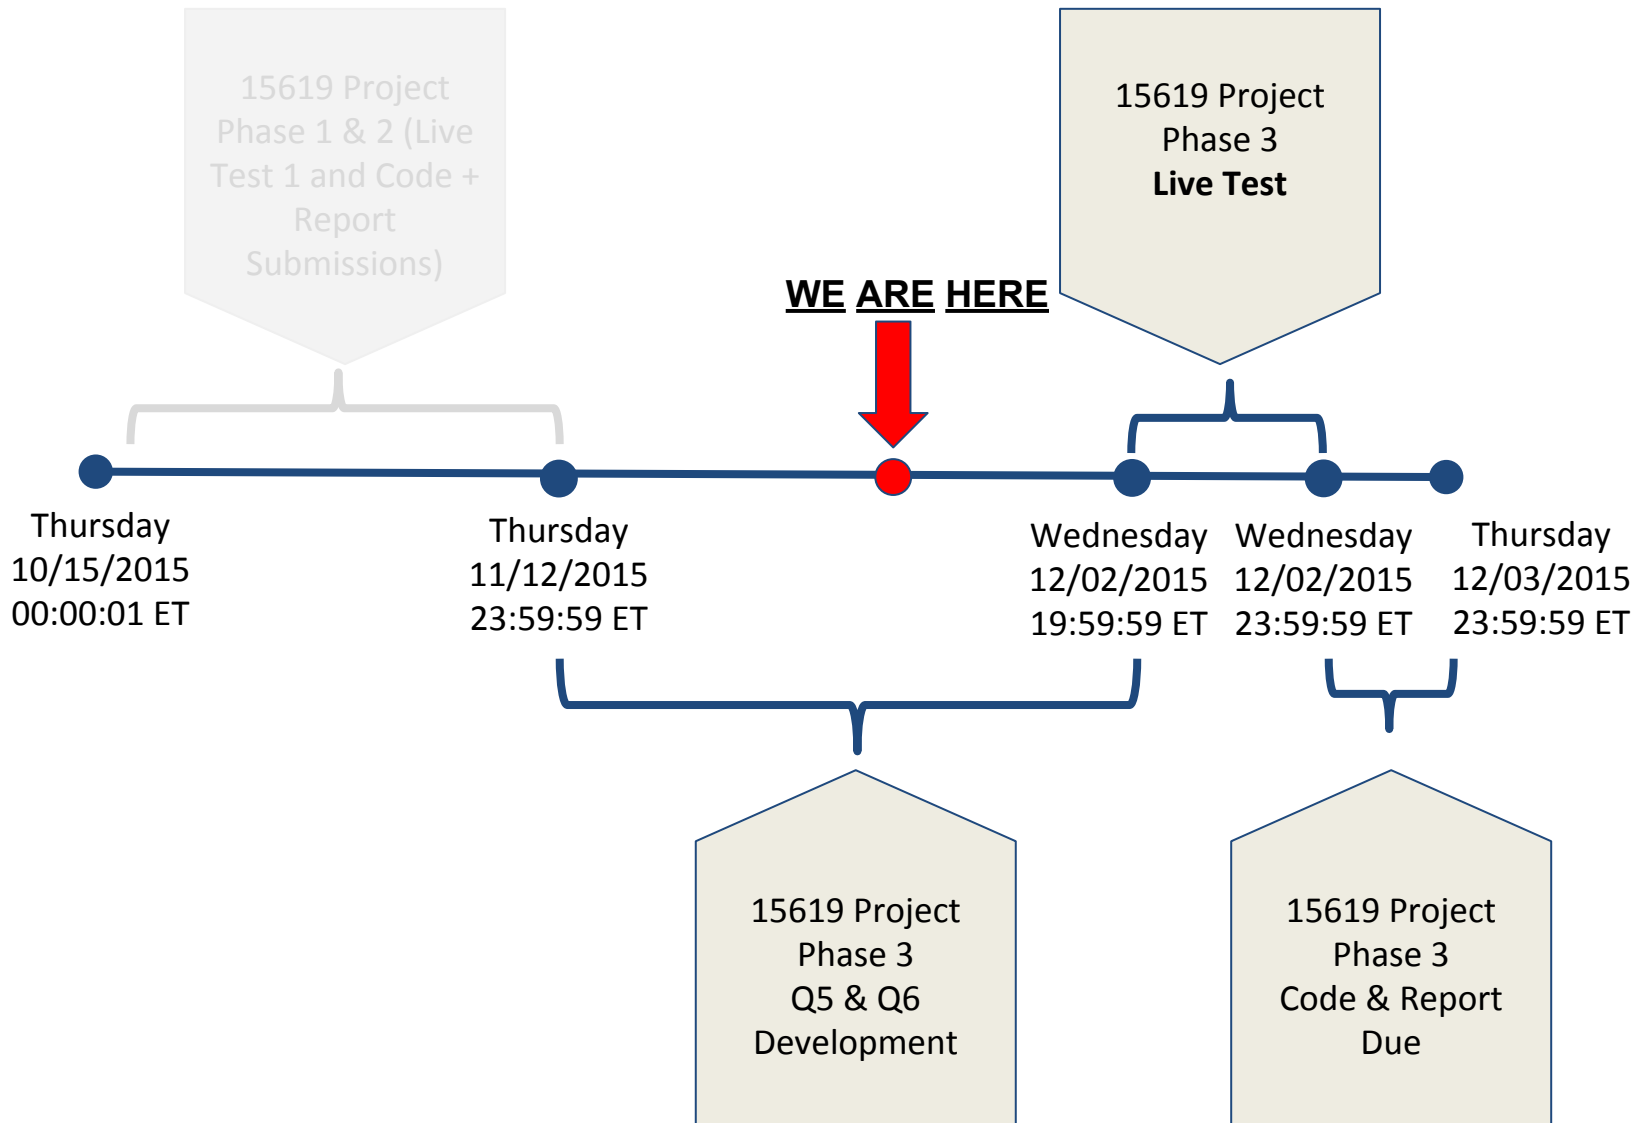 15619 Project
Phase 1 & 2 (Live
Test 1 and Code +
Report
Submissions)
15619 Project
Phase 3
Live Test
WE ARE HERE
Thursday
10/15/2015
00:00:01 ET
Thursday
11/12/2015
23:59:59 ET
Wednesday
12/02/2015
19:59:59 ET
Wednesday
12/02/2015
23:59:59 ET
Thursday
12/03/2015
23:59:59 ET
15619 Project
Phase 3
Q5 & Q6
Development
15619 Project
Phase 3
Code & Report
Due